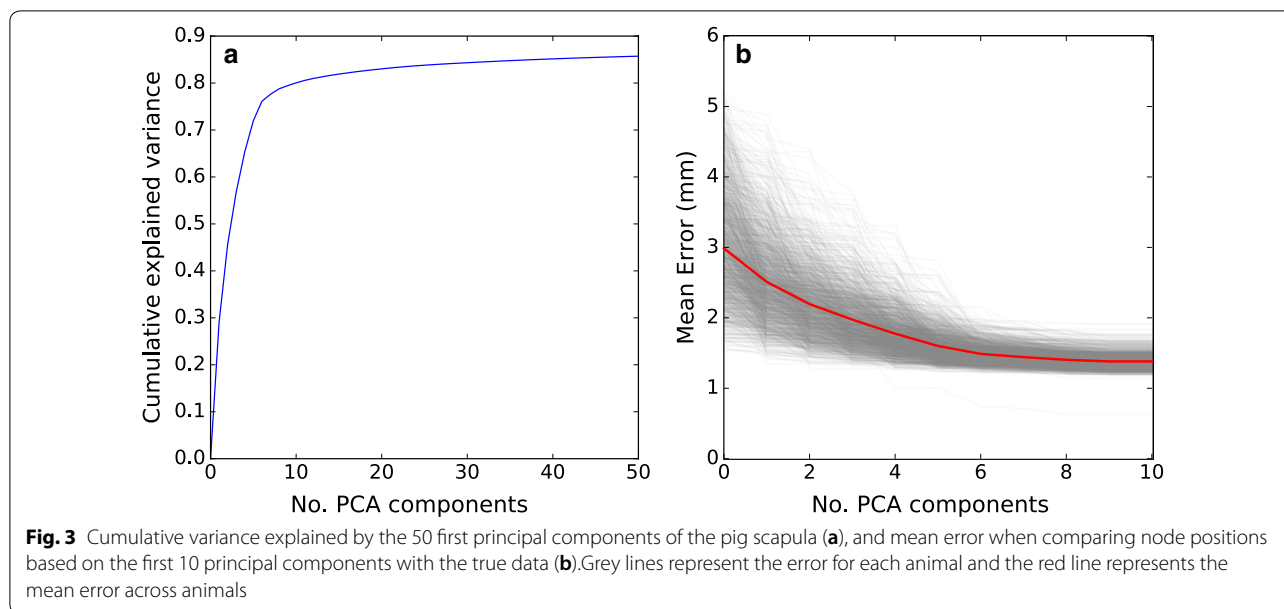 a
0.9
0.8
0.7
0.6
0.5
0.4
0.3
0.2
0.1
0.0
Cumulative explained variance
0 10 20 30 40 50
No. PCA components
b
6
5
4
3
2
1
0
Mean Error (mm)
0 2 4 6 8 10
No. PCA components
Fig. 3 Cumulative variance explained by the 50 first principal components of the pig scapula (a), and mean error when comparing node positions
based on the first 10 principal components with the true data (b).Grey lines represent the error for each animal and the red line represents the
mean error across animals